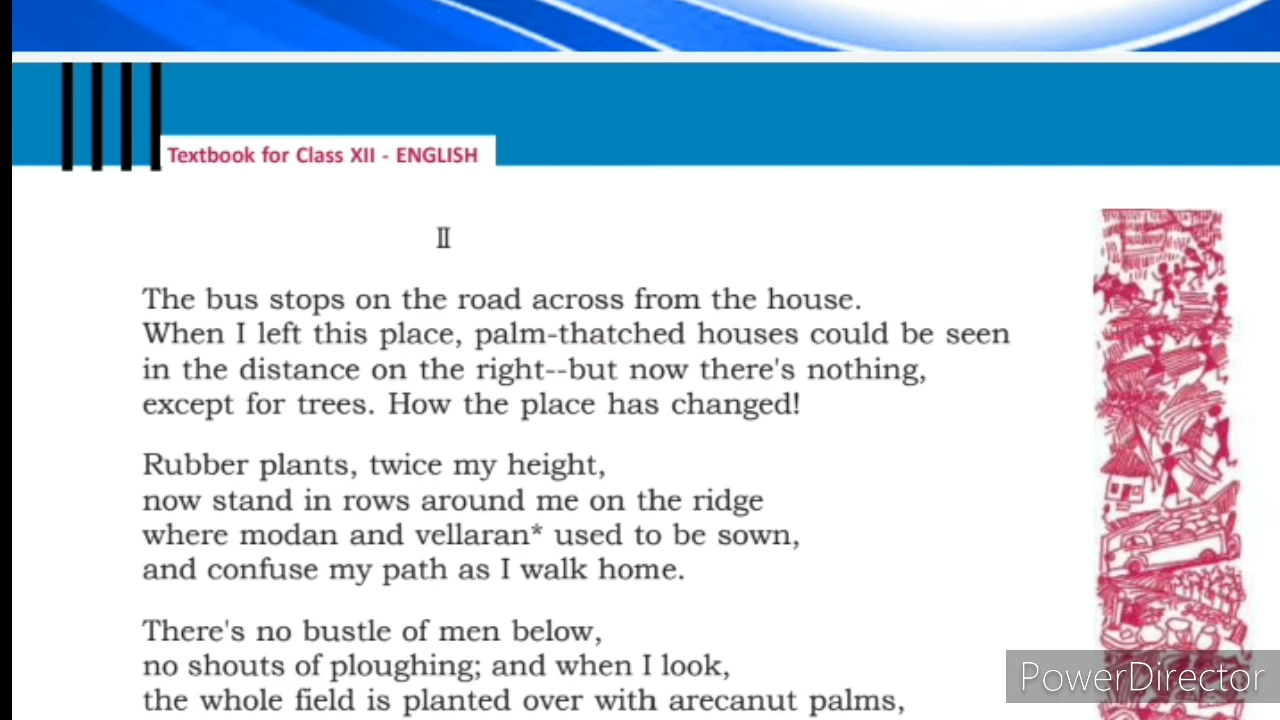 Textbook for Class XII - ENGLISH
II
The bus stops on the road across from the house.
When I left this place, palm-thatched houses could be seen
in the distance on the right--but now there's nothing,
except for trees. How the place has changed!
Rubber plants, twice my height,
now stand in rows around me on the ridge
where modan and vellaran* used to be sown,
and confuse my path as I walk home.
There's no bustle of men below,
no shouts of ploughing; and when I look,
the whole field is planted over with arecanut palms,
PowerDirector